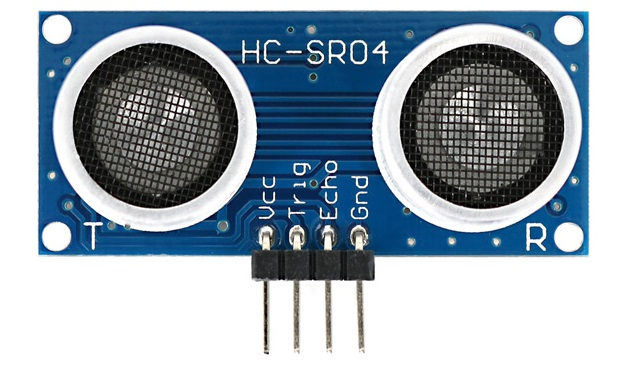 HC-SR04
Vcc
Trig
Echo
Gnd
T
R